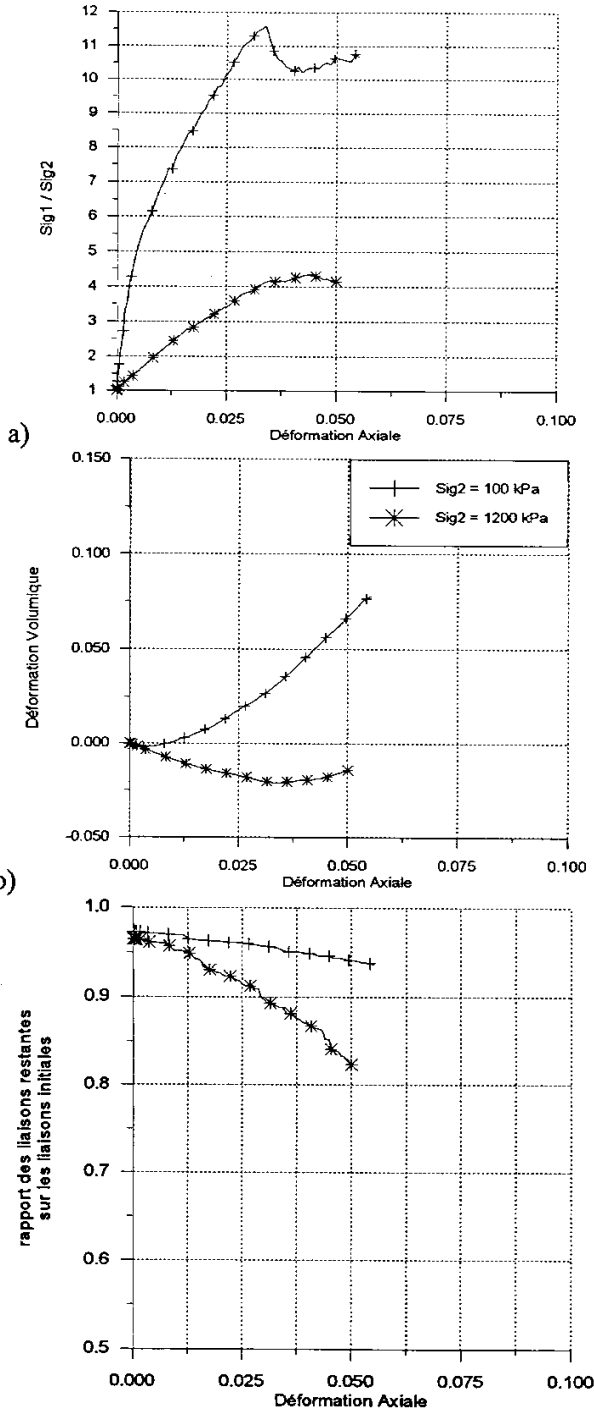 12
11
10
9
8
7
6
5
4
3
2
1
Sig1 / Sig2
0.000 0.025 0.050 0.075 0.100
Déformation Axiale
a)
0.150
0.100
0.050
0.000
-0.050
Déformation Volumique
Sig2 = 100 kPa
Sig2 = 1200 kPa
0.000 0.025 0.050 0.075 0.100
Déformation Axiale
1.0
0.9
0.8
0.7
0.6
0.5
rapport des liaisons restantes
sur les liaisons initiales
0.000 0.025 0.050 0.075 0.100
Déformation Axiale